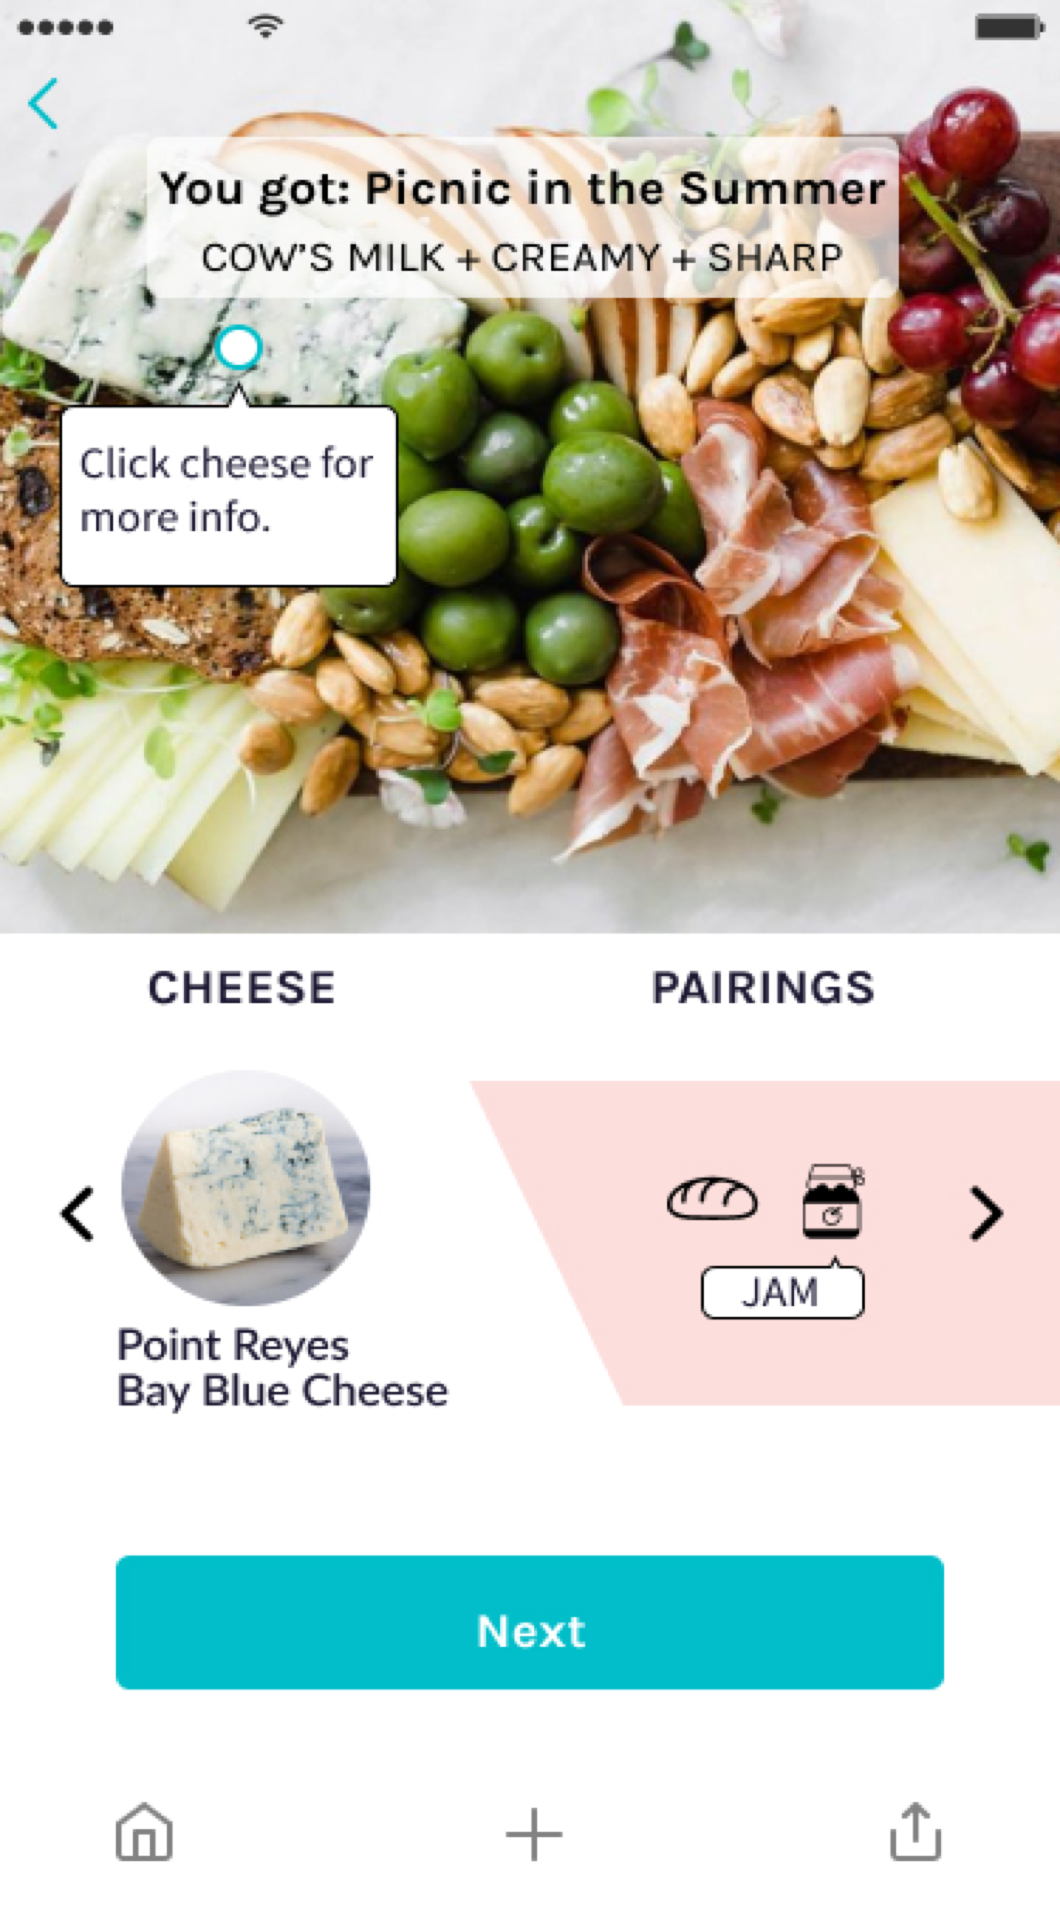 You got: Picnic in the Summer
COW'S MILK + CREAMY + SHARP
Click cheese for
more info.
CHEESE
PAIRINGS
JAM
Point Reyes
Bay Blue Cheese
Next